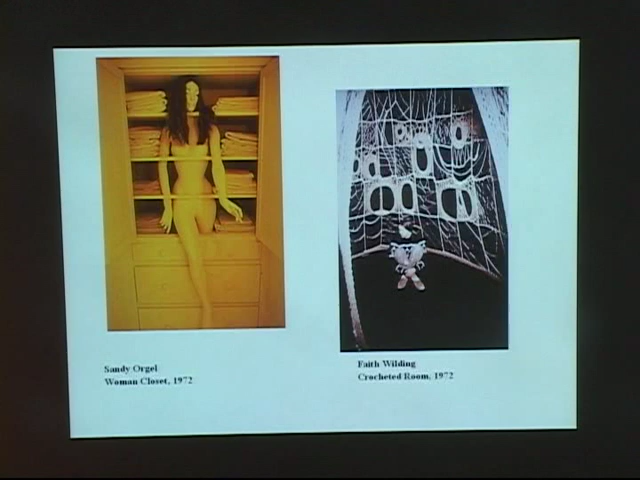 Sandy Orgel
Woman Closet, 1972
Faith Wilding
Crocheted Room, 1972